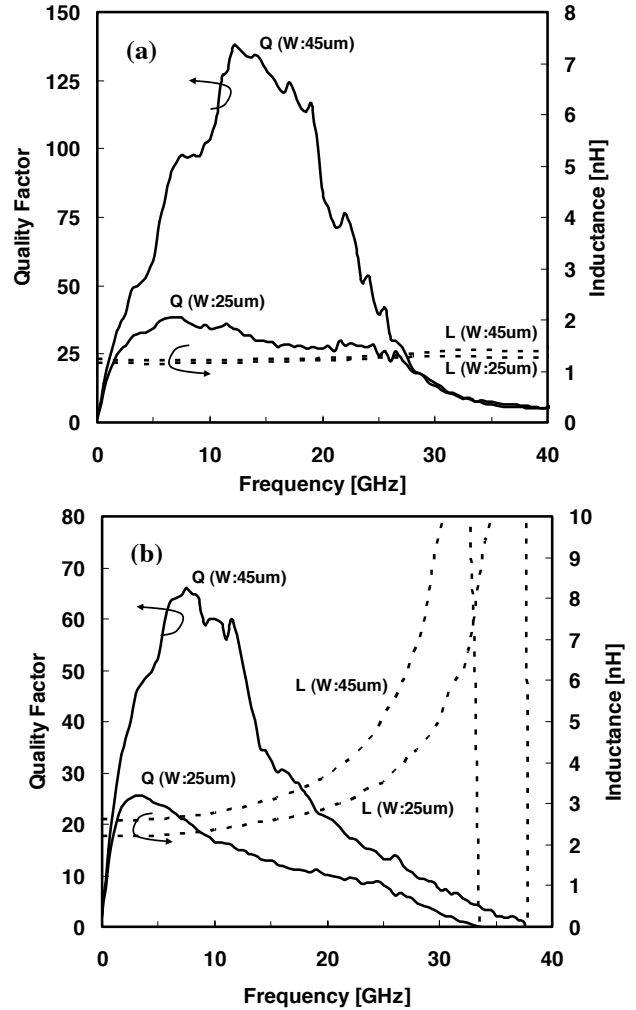 (a)
Q (W:45um)
Q (W:25um)
L (W:45um)
L (W:25um)
Quality Factor
150
125
100
75
50
25
0
Inductance [nH]
8
7
6
5
4
3
2
1
0
0 10 20 30 40
Frequency [GHz]
(b)
Q (W:45um)
L (W:45um)
Q (W:25um)
L (W:25um)
Quality Factor
80
70
60
50
40
30
20
10
0
Inductance [nH]
10
9
8
7
6
5
4
3
2
1
0
0 10 20 30 40
Frequency [GHz]